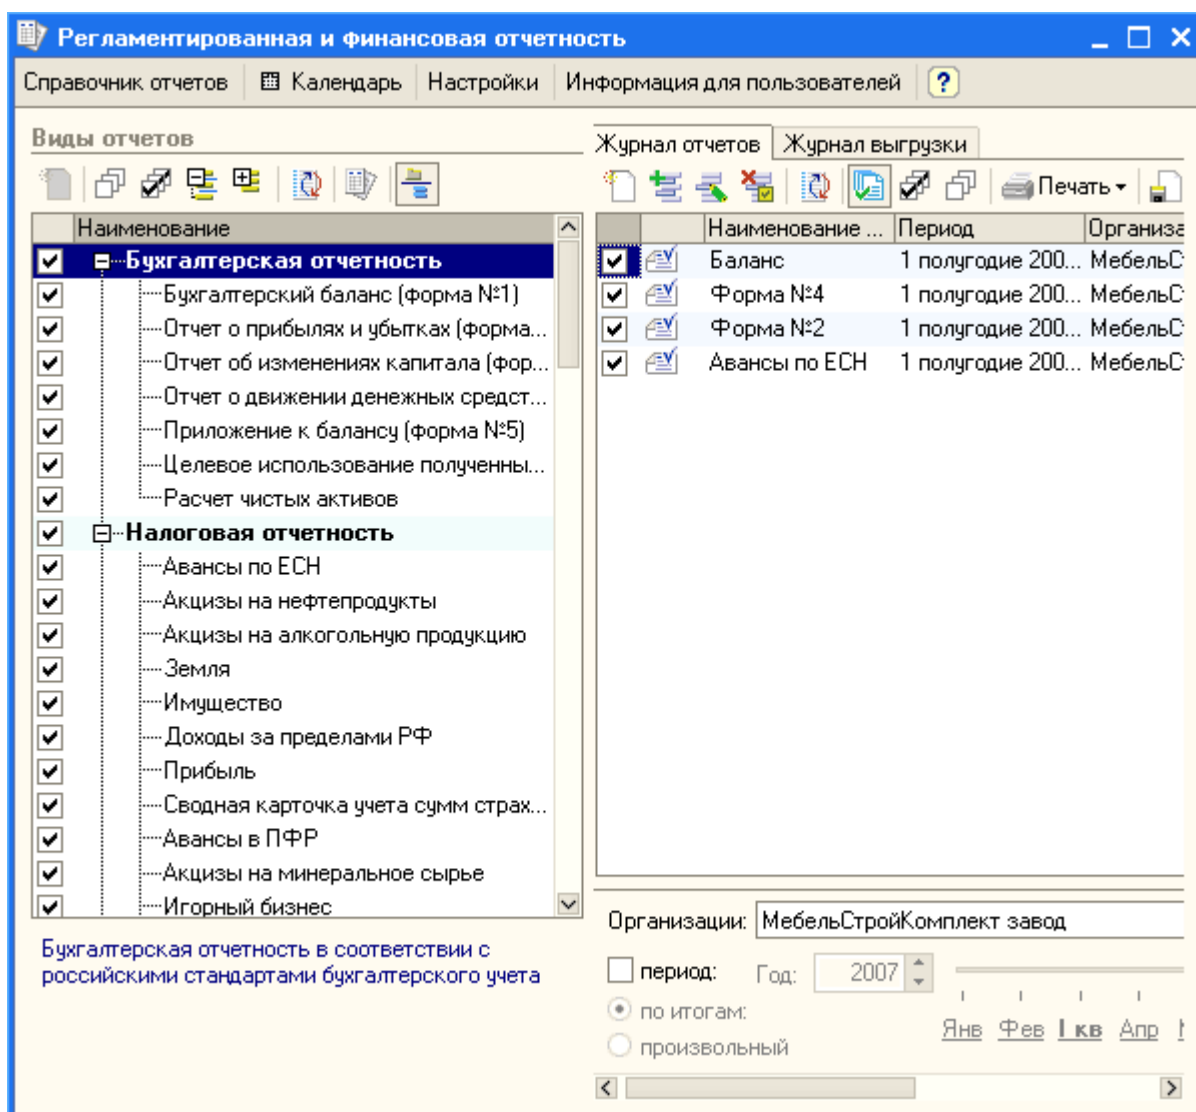 Регламентированная и финансовая отчетность
Справочник отчетов Календарь Настройки Информация для пользователей ?
Виды отчетов
Журнал отчетов Журнал выгрузки
Печать
Наименование
Наименование ... Период Организа
Бухгалтерская отчетность
Баланс 1 полугодие 200... МебельС
Бухгалтерский баланс (форма №1)
Форма №4 1 полугодие 200... МебельС
Отчет о прибылях и убытках (форма...
Форма №2 1 полугодие 200... МебельС
Отчет об изменениях капитала (фор...
Авансы по ЕСН 1 полугодие 200... МебельС
Отчет о движении денежных средст...
Приложение к балансу (форма №5)
Целевое использование полученны...
Расчет чистых активов
Налоговая отчетность
Авансы по ЕСН
Акцизы на нефтепродукты
Акцизы на алкогольную продукцию
Земля
Имущество
Доходы за пределами РФ
Прибыль
Сводная карточка учета сумм страх...
Авансы в ПФР
Акцизы на минеральное сырье
Игорный бизнес
Бухгалтерская отчетность в соответствии с
российскими стандартами бухгалтерского учета
Организации: МебельСтройКомплект завод
период: Год: 2007
по итогам:
Янв Фев I кв Апр
произвольный